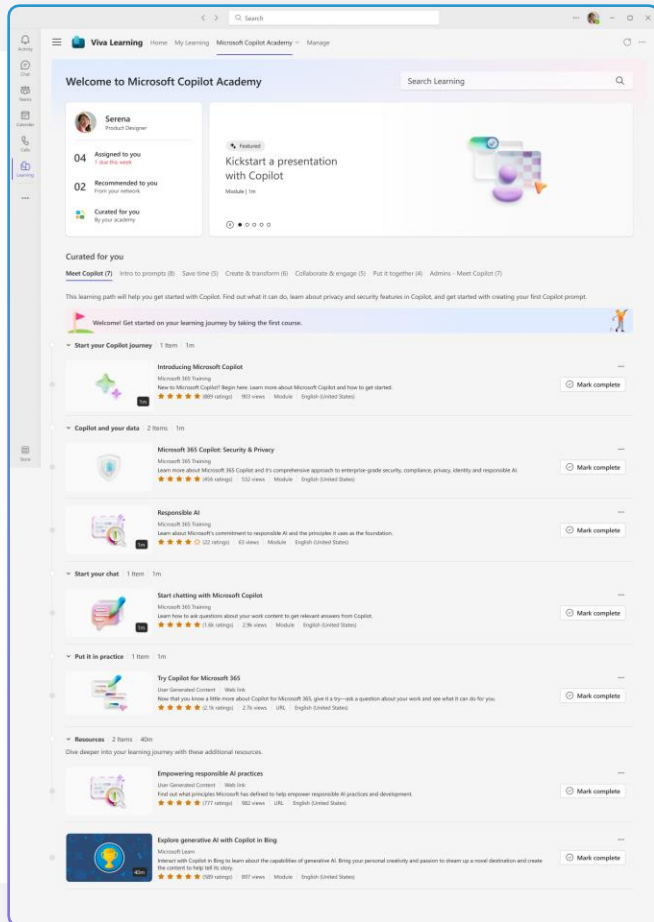 Search
Activity
Chat
Teams
Calendar
Calls
Learning
Store
Viva Learning Home My Learning Microsoft Copilot Academy Manage
Welcome to Microsoft Copilot Academy
Search Learning
Serena
Product Designer
04 Assigned to you
1 due this week
02 Recommended to you
From your network
Curated for you
By your academy
Featured
Kickstart a presentation
with Copilot
Module | 1m
Curated for you
Meet Copilot (7) Intro to prompts (8) Save time (5) Create & transform (6) Collaborate & engage (5) Put it together (4) Admins - Meet Copilot (7)
This learning path will help you get started with Copilot. Find out what it can do, learn about privacy and security features in Copilot, and get started with creating your first Copilot prompt.
Welcome! Get started on your learning journey by taking the first course.
Start your Copilot journey | 1 Item | 1m
Introducing Microsoft Copilot
Microsoft 365 Training
New to Microsoft Copilot? Begin here. Learn more about Microsoft Copilot and how to get started.
(869 ratings) | 903 views | Module | English (United States)
1m
Mark complete
Copilot and your data | 2 Items | 1m
Microsoft 365 Copilot: Security & Privacy
Microsoft 365 Training
Learn more about Microsoft 365 Copilot and it's comprehensive approach to enterprise-grade security, compliance, privacy, identity and responsible AI.
(456 ratings) | 532 views | Module | English (United States)
Mark complete
Responsible AI
Microsoft 365 Training
Learn about Microsoft's commitment to responsible AI and the principles it uses as the foundation.
(22 ratings) | 63 views | Module | English (United States)
1m
Mark complete
Start your chat | 1 Item | 1m
Start chatting with Microsoft Copilot
Microsoft 365 Training
Learn how to ask questions about your work content to get relevant answers from Copilot.
(1.6k ratings) | 2.9k views | Module | English (United States)
1m
Mark complete
Put it in practice | 1 Item | 1m
Try Copilot for Microsoft 365
User Generated Content | Web link
Now that you know a little more about Copilot for Microsoft 365, give it a try—ask a question about your work and see what it can do for you.
(2.1k ratings) | 2.7k views | URL | English (United States)
Mark complete
Resources | 2 Items | 40m
Dive deeper into your learning journey with these additional resources.
Empowering responsible AI practices
User Generated Content | Web link
Find out what principles Microsoft has defined to help empower responsible AI practices and development.
(777 ratings) | 982 views | URL | English (United States)
Mark complete
Explore generative AI with Copilot in Bing
Microsoft Learn
Interact with Copilot in Bing to learn about the capabilities of generative AI. Bring your personal creativity and passion to dream up a novel destination and create
the content to help tell its story.
(589 ratings) | 897 views | Module | English (United States)
40m
Mark complete